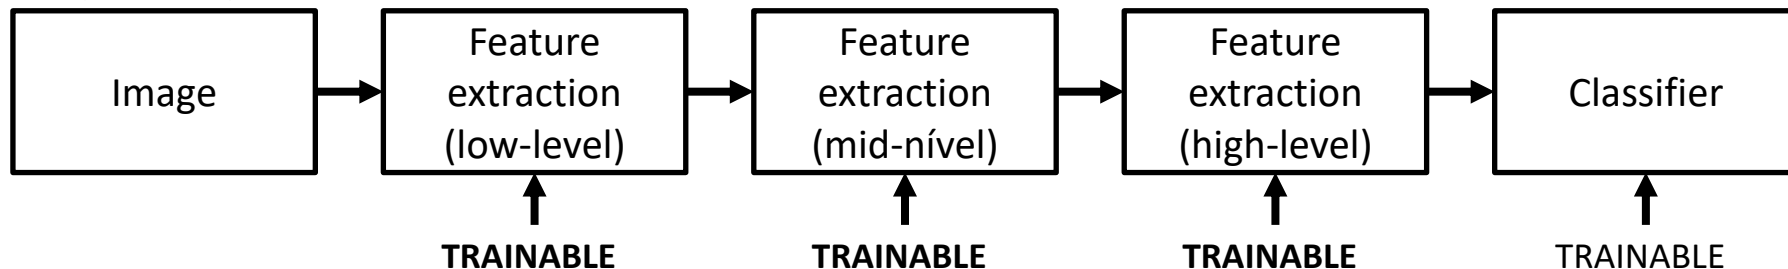 Image
Feature
extraction
(low-level)
Feature
extraction
(mid-nível)
Feature
extraction
(high-level)
Classifier
TRAINABLE
TRAINABLE
TRAINABLE
TRAINABLE